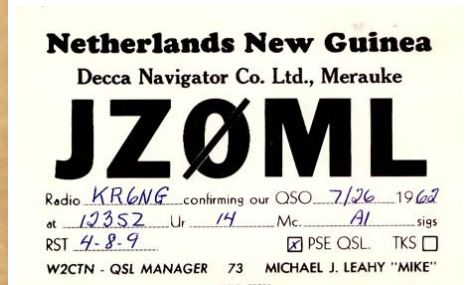 Netherlands New Guinea
Decca Navigator Co. Ltd., Merauke
JZØML
Radio KR6NG confirming our QSO 7/26 1962
at 1235Z Ur 14 Mc. A1 sigs
RST 4-8-9 ☒ PSE QSL. TKS ☐
W2CTN - QSL MANAGER 73 MICHAEL J. LEAHY "MIKE"